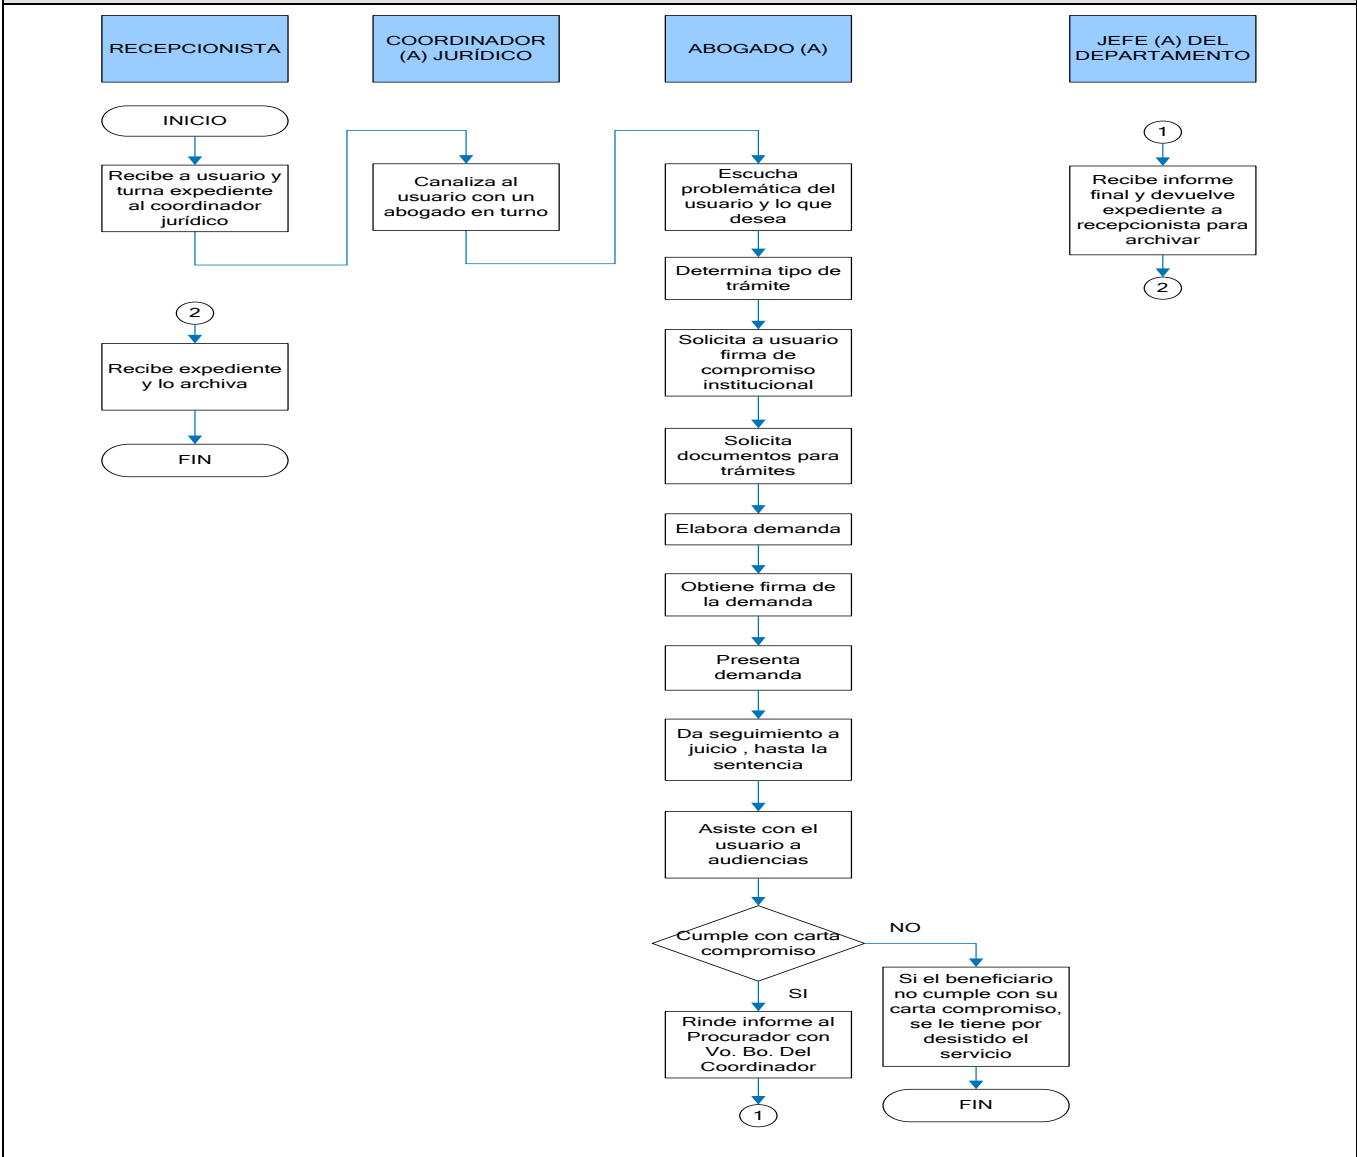 RECEPCIONISTA
COORDINADOR
(A) JURÍDICO
ABOGADO (A)
JEFE (A) DEL
DEPARTAMENTO
INICIO
Recibe a usuario y
turna expediente
al coordinador
jurídico
2
Recibe expediente
y lo archiva
FIN
Canaliza al
usuario con un
abogado en turno
Escucha
problemática del
usuario y lo que
desea
Determina tipo de
trámite
Solicita a usuario
firma de
compromiso
institucional
Solicita
documentos para
trámites
Elabora demanda
Obtiene firma de
la demanda
Presenta
demanda
Da seguimiento a
juicio , hasta la
sentencia
Asiste con el
usuario a
audiencias
Cumple con carta
compromiso
NO
SI
Rinde informe al
Procurador con
Vo. Bo. Del
Coordinador
1
Si el beneficiario
no cumple con su
carta compromiso,
se le tiene por
desistido el
servicio
FIN
1
Recibe informe
final y devuelve
expediente a
recepcionista para
archivar
2